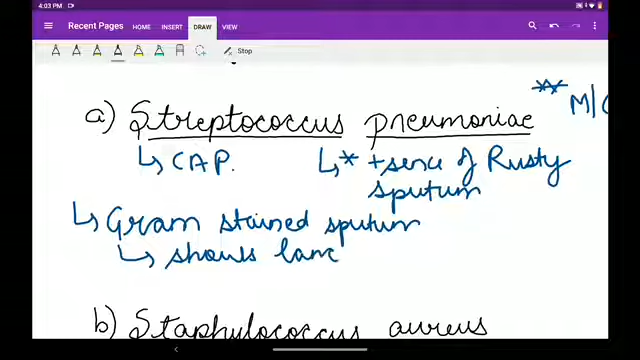 4:03 PM
Recent Pages HOME INSERT DRAW VIEW
Stop
** M/C
a) Streptococcus pneumoniae
↳ CAP. ↳ * +sence of Rusty
sputum
↳ Gram stained sputum
↳ shows lanc
b) Staphylococcus aureus